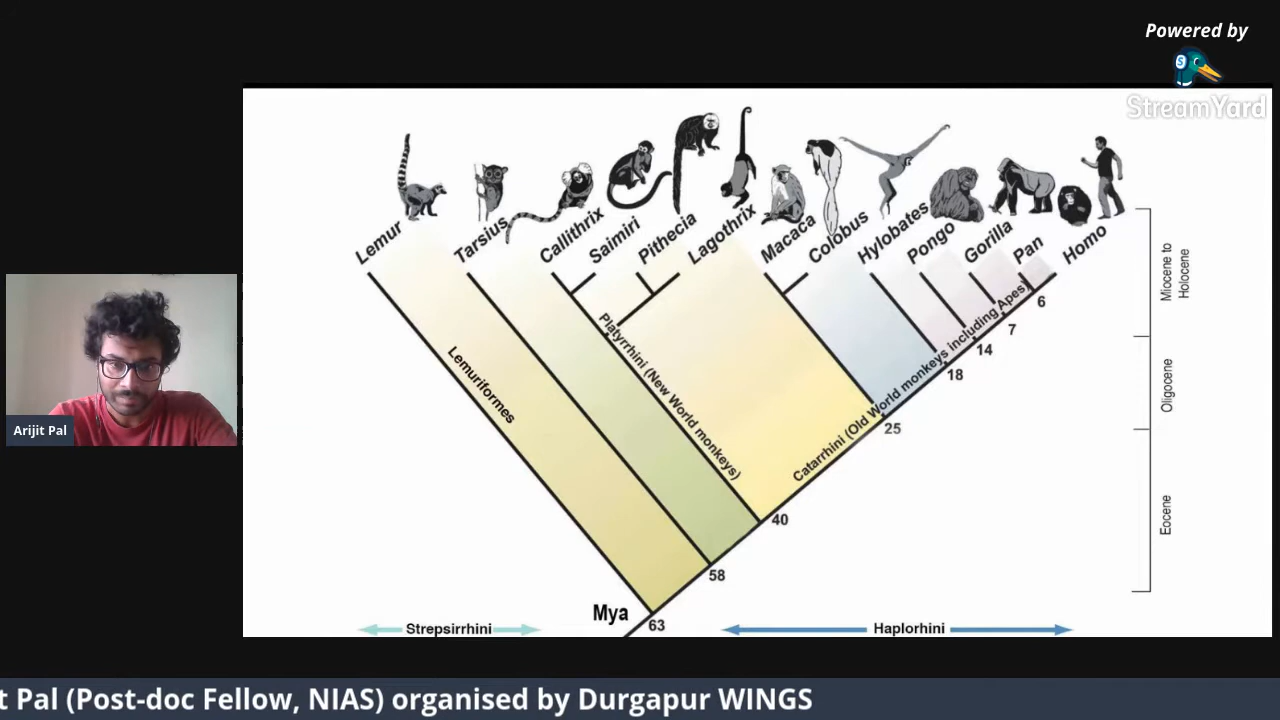 Powered by
StreamYard
Lemur
Tarsius
Callithrix
Saimiri
Pithecia
Lagothrix
Macaca
Colobus
Hylobates
Pongo
Gorilla
Pan
Homo
Lemuriformes
Platyrrhini (New World monkeys)
Catarrhini (Old World monkeys including Apes)
6
7
14
18
25
40
58
63
Mya
Miocene to
Holocene
Oligocene
Eocene
Strepsirrhini
Haplorhini
Arijit Pal
t Pal (Post-doc Fellow, NIAS) organised by Durgapur WINGS